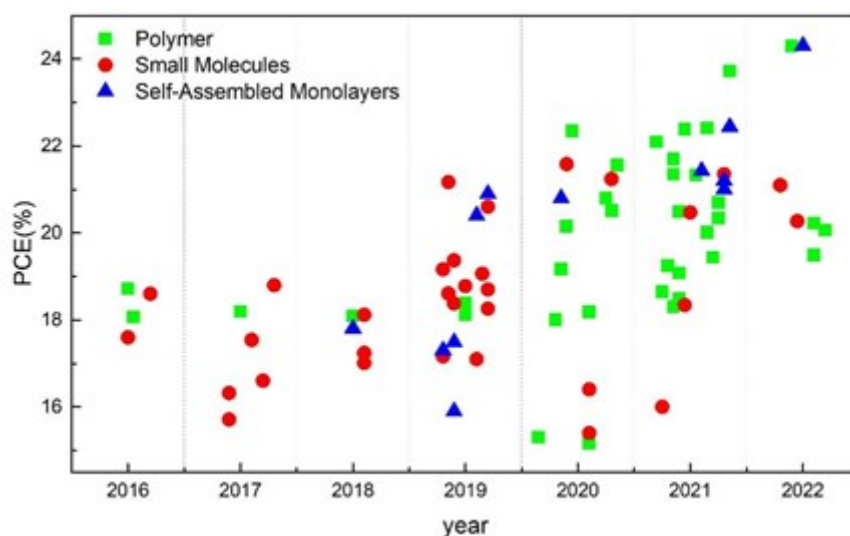 Polymer
Small Molecules
Self-Assembled Monolayers
PCE(%)
24
22
20
18
16
2016 2017 2018 2019 2020 2021 2022
year